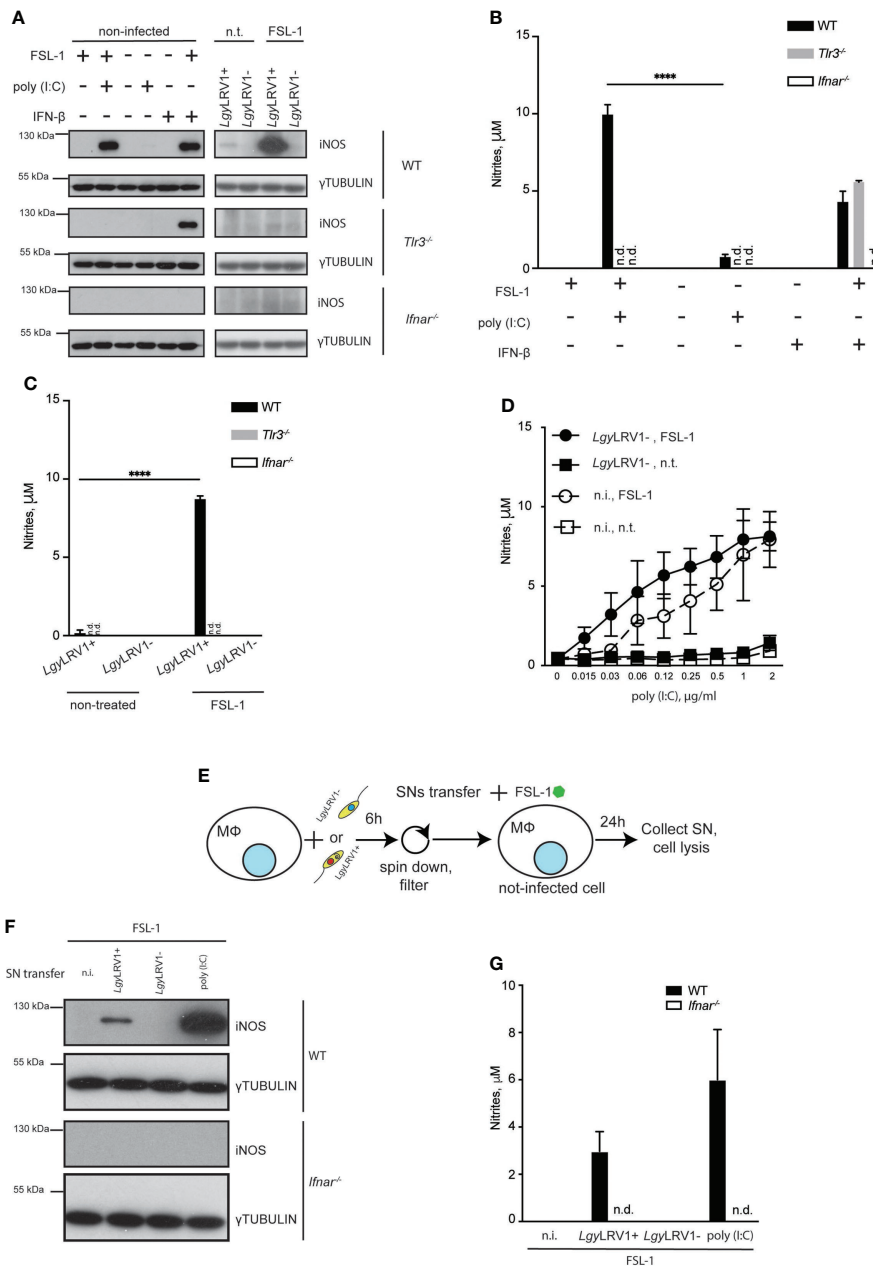 A
non-infected
n.t.
FSL-1
FSL-1 + + - - - +
poly (I:C) - + - + - -
IFN-β - - - - + +
LgyLRV1+
LgyLRV1-
LgyLRV1+
LgyLRV1-
130 kDa
iNOS
55 kDa
γTUBULIN
WT
130 kDa
iNOS
55 kDa
γTUBULIN
Tlr3-/-
130 kDa
iNOS
55 kDa
γTUBULIN
Ifnar-/-
B
WT
Tlr3-/-
Ifnar-/-
Nitrites, µM
15
10
5
0
****
n.d.
n.d.
n.d.
n.d.
n.d.
FSL-1 + + - - - +
poly (I:C) - + - + - -
IFN-β - - - - + +
C
WT
Tlr3-/-
Ifnar-/-
Nitrites, µM
15
10
5
0
****
n.d.
n.d.
n.d.
n.d.
LgyLRV1+
LgyLRV1-
LgyLRV1+
LgyLRV1-
non-treated
FSL-1
D
LgyLRV1- , FSL-1
LgyLRV1- , n.t.
n.i., FSL-1
n.i., n.t.
Nitrites, µM
15
10
5
0
0 0.015 0.03 0.06 0.12 0.25 0.5 1 2
poly (I:C), µg/ml
E
MΦ
+
LgyLRV1-
or
LgyLRV1+
6h
spin down,
filter
SNs transfer + FSL-1
MΦ
not-infected cell
24h
Collect SN,
cell lysis
F
FSL-1
SN transfer
n.i.
LgyLRV1+
LgyLRV1-
poly (I:C)
130 kDa
iNOS
55 kDa
γTUBULIN
WT
130 kDa
iNOS
55 kDa
γTUBULIN
Ifnar-/-
G
WT
Ifnar-/-
Nitrites, µM
10
8
6
4
2
0
n.d.
n.d.
n.i. LgyLRV1+ LgyLRV1- poly (I:C)
FSL-1